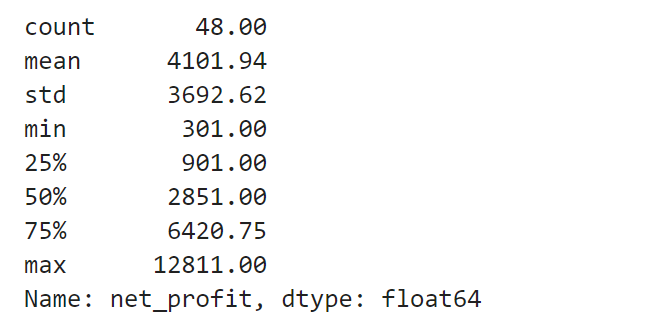 count       48.00
mean      4101.94
std       3692.62
min        301.00
25%        901.00
50%       2851.00
75%       6420.75
max      12811.00
Name: net_profit, dtype: float64